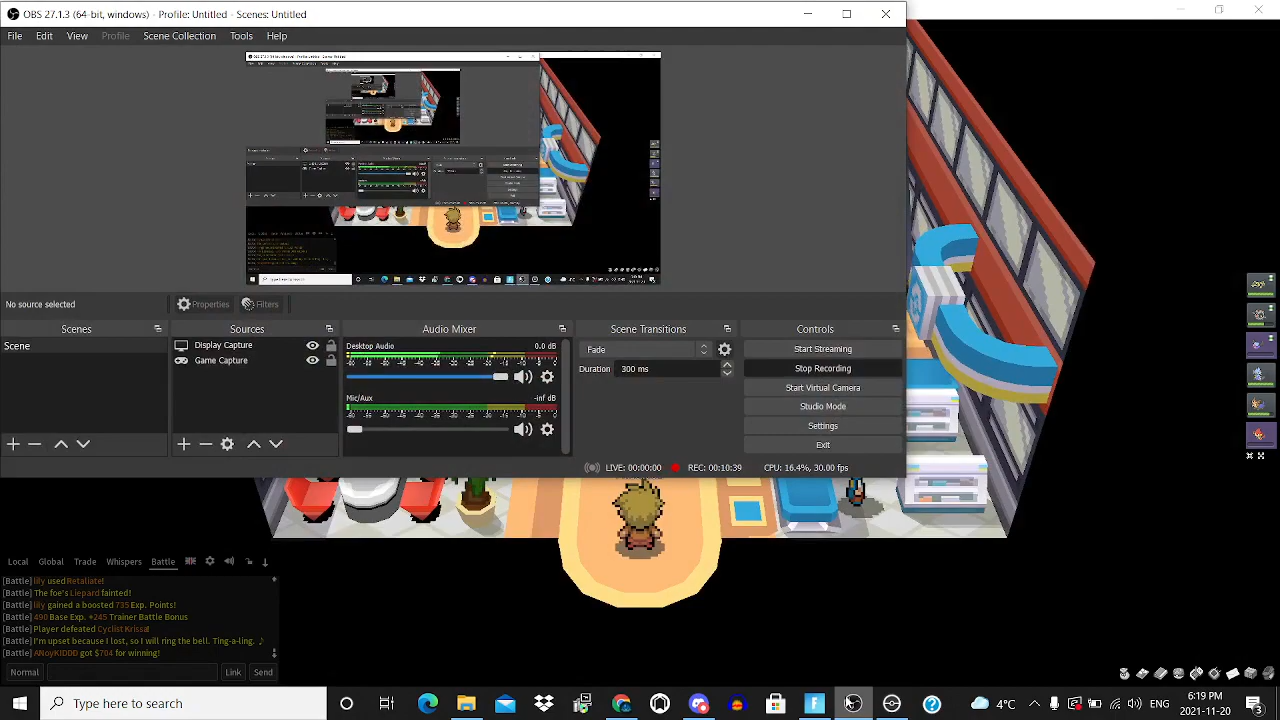 OBS 27.1.3 (64-bit, windows) - Profile: Untitled - Scenes: Untitled
File Edit View Profile Scene Collection Tools Help
No source selected
Properties
Filters
Scenes
Sources
Audio Mixer
Scene Transitions
Controls
Scene
Display Capture
Game Capture
Desktop Audio 0.0 dB
Mic/Aux -inf dB
Fade
Duration 300 ms
Start Streaming
Stop Recording
Start Virtual Camera
Studio Mode
Settings
Exit
LIVE: 00:00:00 REC: 00:10:39 CPU: 16.4%, 30.00 fps
Local Global Trade Whispers Battle
[Battle] lily used Retaliate!
[Battle] The foe's Liepard fainted!
[Battle] lily gained a boosted 735 Exp. Points!
[Battle] 490 Base Exp. +245 Trainer Battle Bonus
[Battle] Player defeated Cyclist Krissa!
[Battle] I'm upset because I lost, so I will ring the bell. Ting-a-ling. ♪
[Battle] ANoyKIDDD got $704 for winning!
Normal Link Send
Type here to search
4°C
ENG
6:19 PM
2021-11-20
3